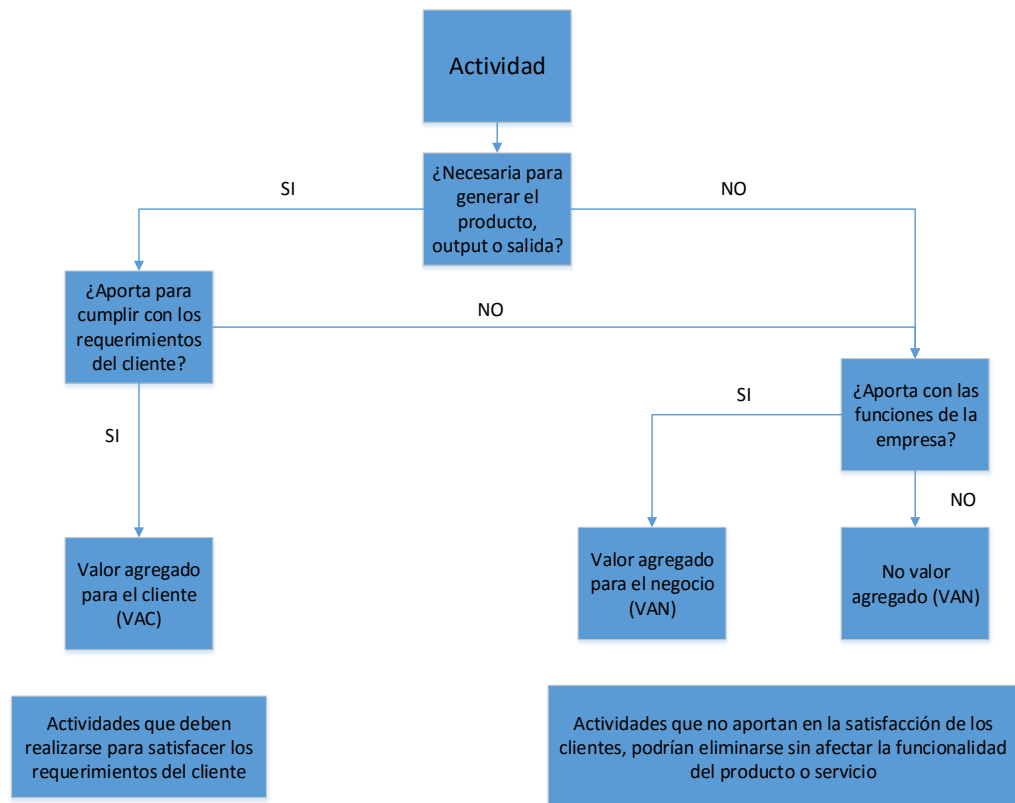 Actividad
¿Necesaria para
generar el
producto,
output o salida?
SI
NO
¿Aporta para
cumplir con los
requerimientos
del cliente?
NO
¿Aporta con las
funciones de la
empresa?
SI
SI
NO
Valor agregado
para el cliente
(VAC)
Valor agregado
para el negocio
(VAN)
No valor
agregado (VAN)
Actividades que deben
realizarse para satisfacer los
requerimientos del cliente
Actividades que no aportan en la satisfacción de los
clientes, podrían eliminarse sin afectar la funcionalidad
del producto o servicio